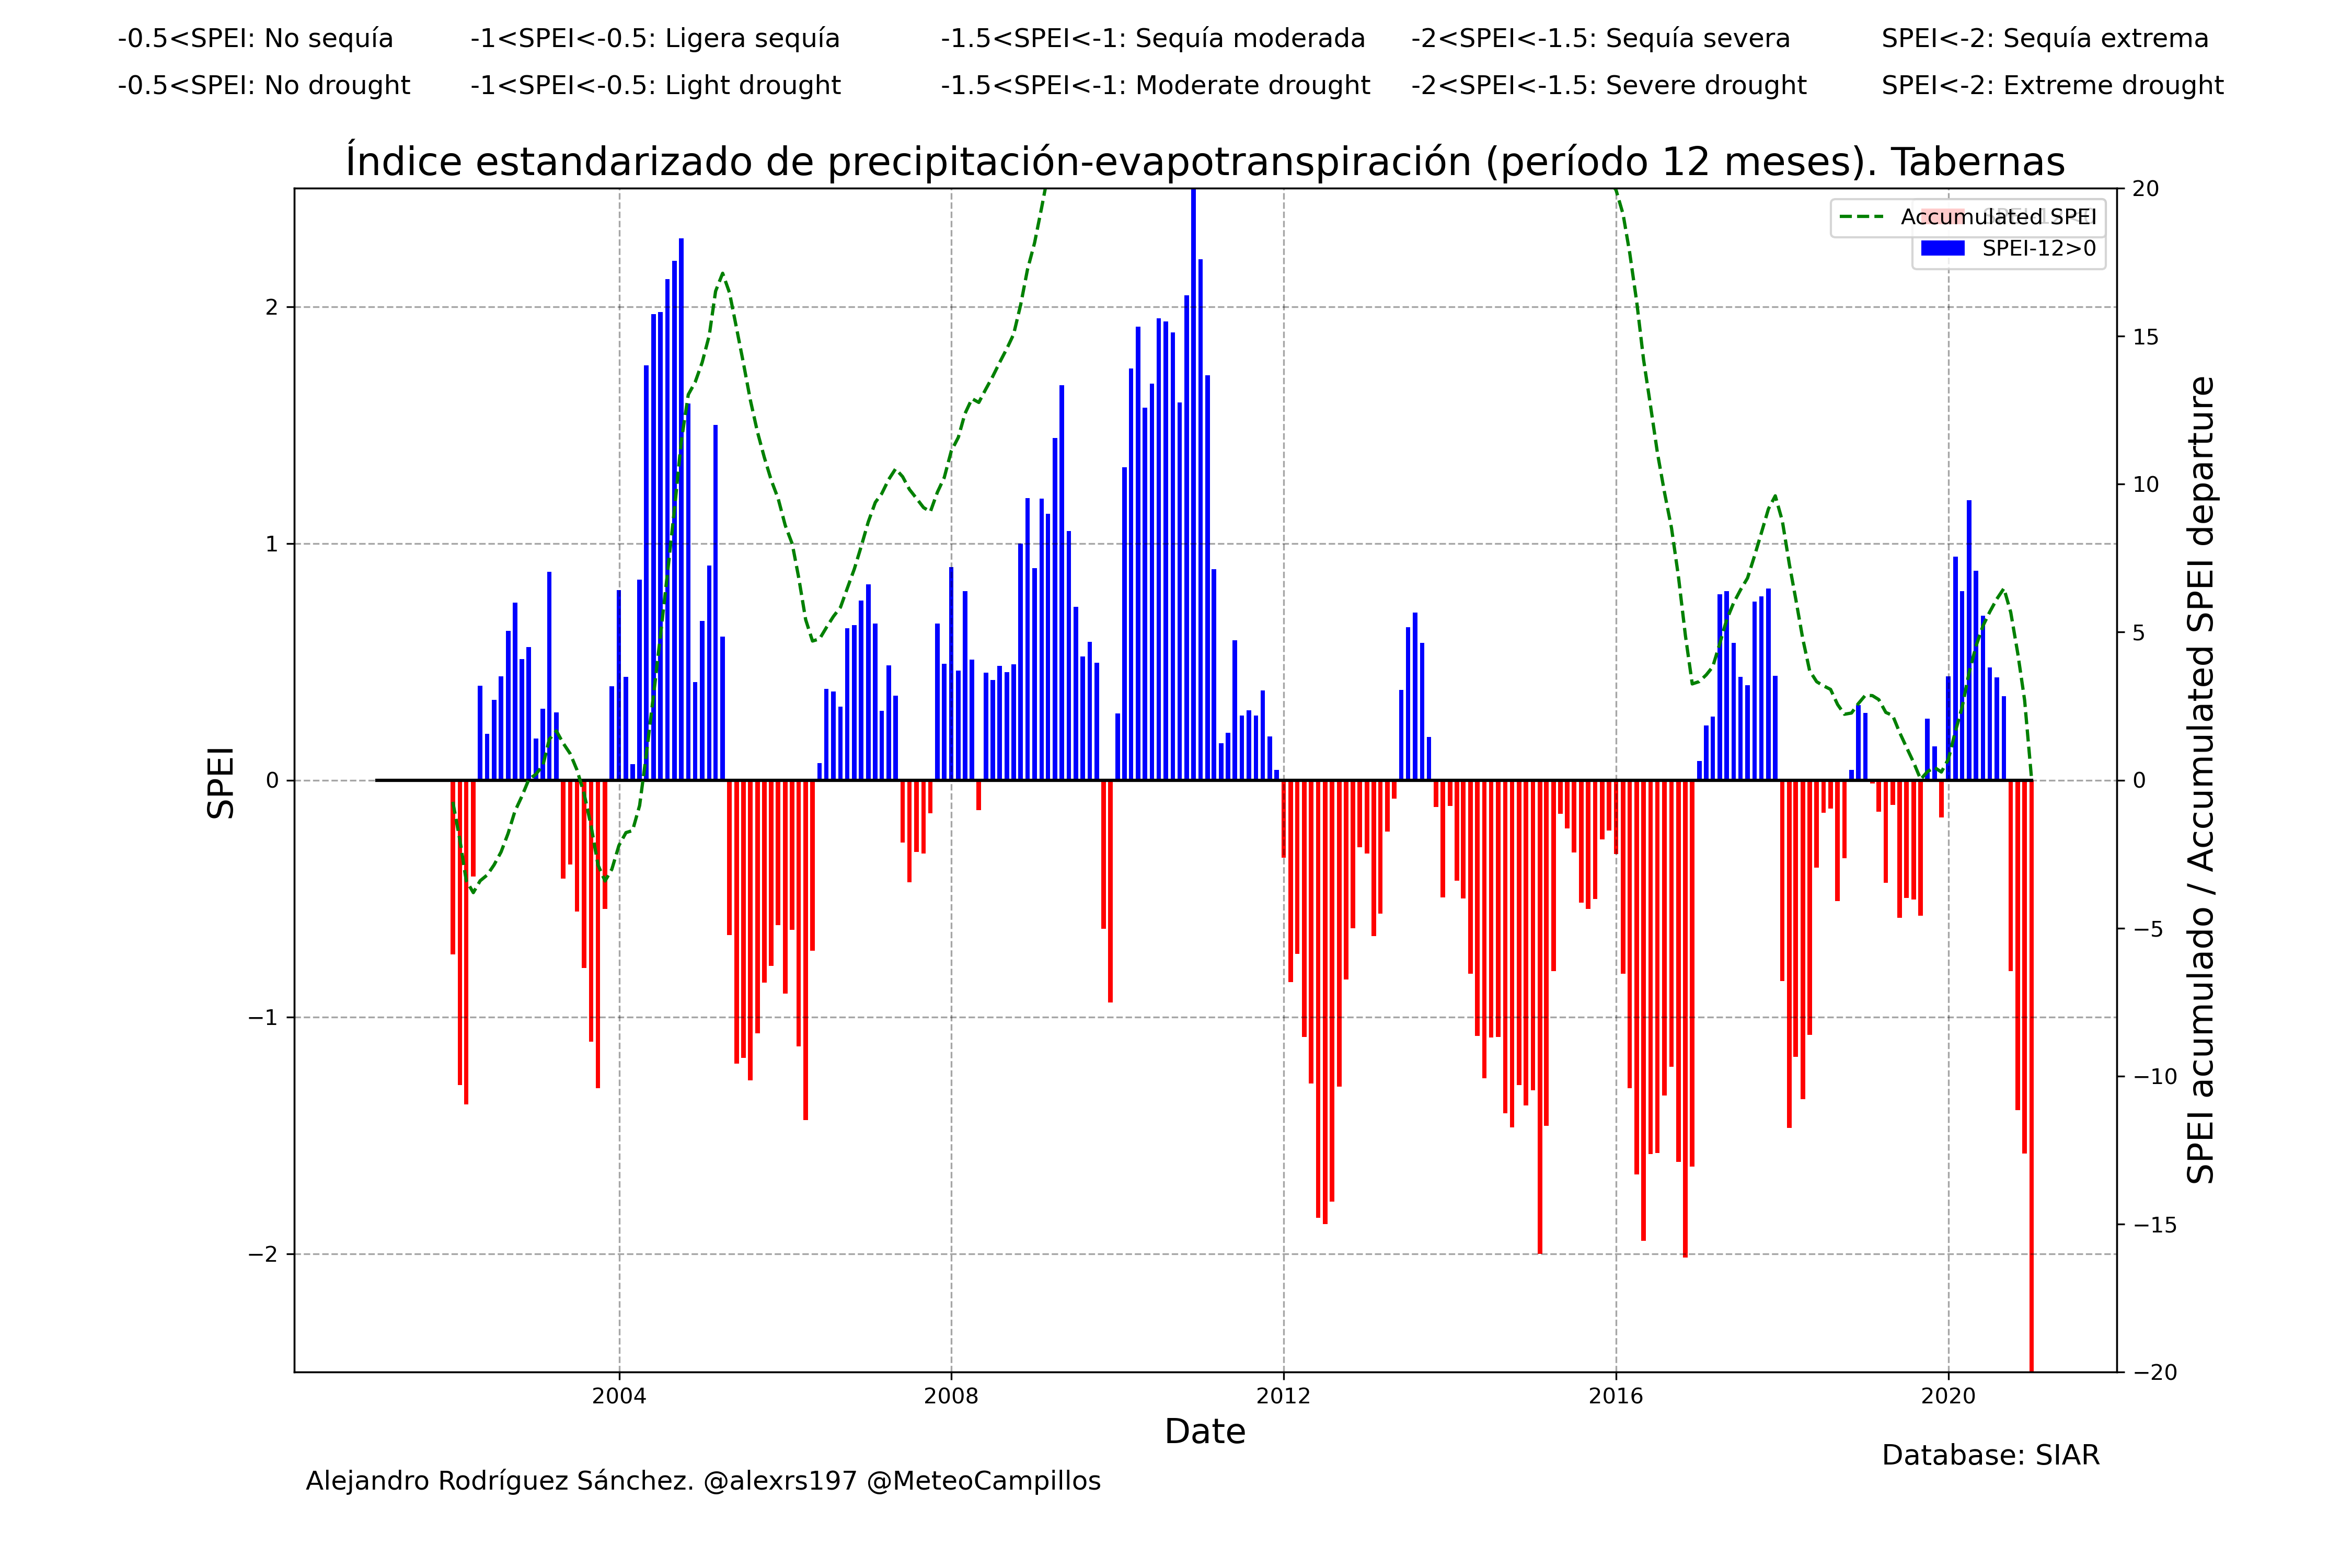 -0.5<SPEI: No sequía -1<SPEI<-0.5: Ligera sequía -1.5<SPEI<-1: Sequía moderada -2<SPEI<-1.5: Sequía severa SPEI<-2: Sequía extrema
-0.5<SPEI: No drought -1<SPEI<-0.5: Light drought -1.5<SPEI<-1: Moderate drought -2<SPEI<-1.5: Severe drought SPEI<-2: Extreme drought
Índice estandarizado de precipitación-evapotranspiración (período 12 meses). Tabernas
Accumulated SPEI
SPEI-12>0
2
1
0
−1
−2
SPEI
20
15
10
5
0
−5
−10
−15
−20
SPEI acumulado / Accumulated SPEI departure
2004 2008 2012 2016 2020
Date
Database: SIAR
Alejandro Rodríguez Sánchez. @alexrs197 @MeteoCampillos